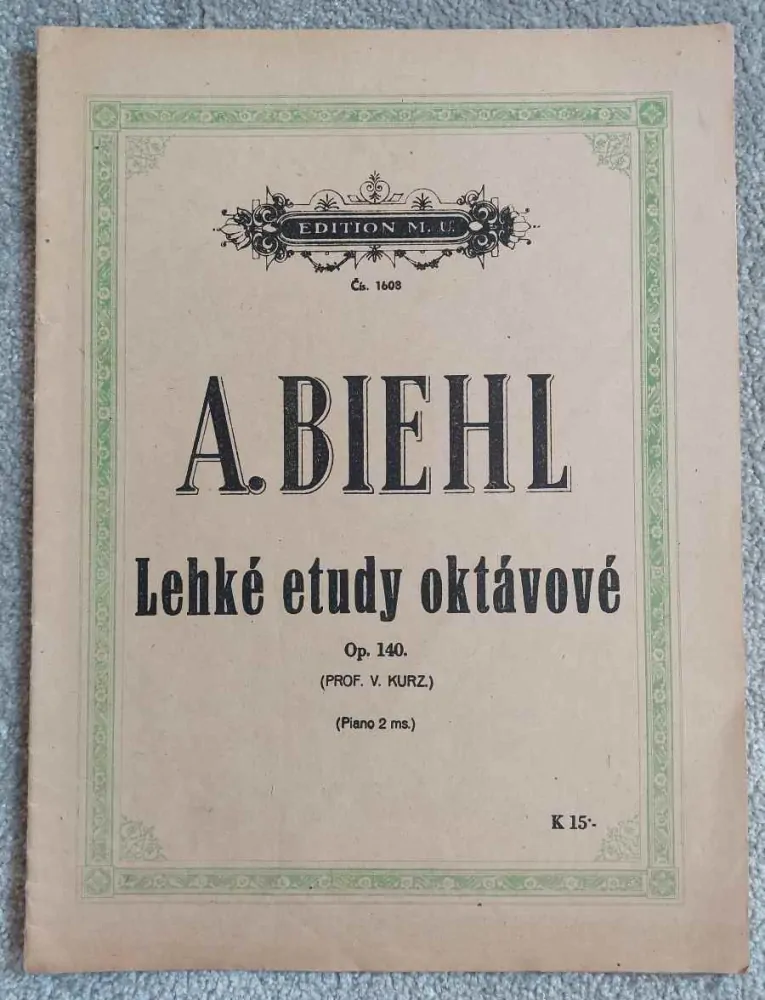 EDITION M. U.
Čís. 1608
A. BIEHL
Lehké etudy oktávové
Op. 140.
(PROF. V. KURZ.)
(Piano 2 ms.)
K 15·-